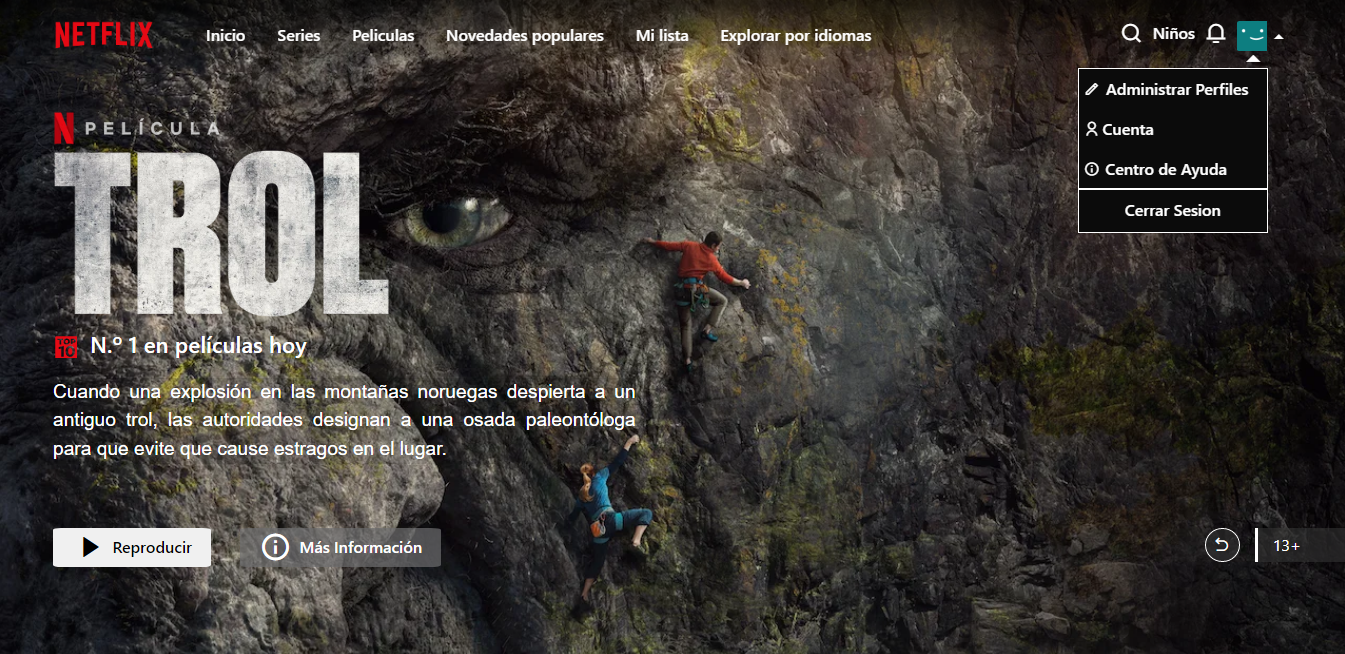 NETFLIX
Inicio
Series
Peliculas
Novedades populares
Mi lista
Explorar por idiomas
Niños
Administrar Perfiles
Cuenta
Centro de Ayuda
Cerrar Sesion
N PELÍCULA
TROL
TOP 10
N.º 1 en películas hoy
Cuando una explosión en las montañas noruegas despierta a un
antiguo trol, las autoridades designan a una osada paleontóloga
para que evite que cause estragos en el lugar.
Reproducir
Más Información
13+